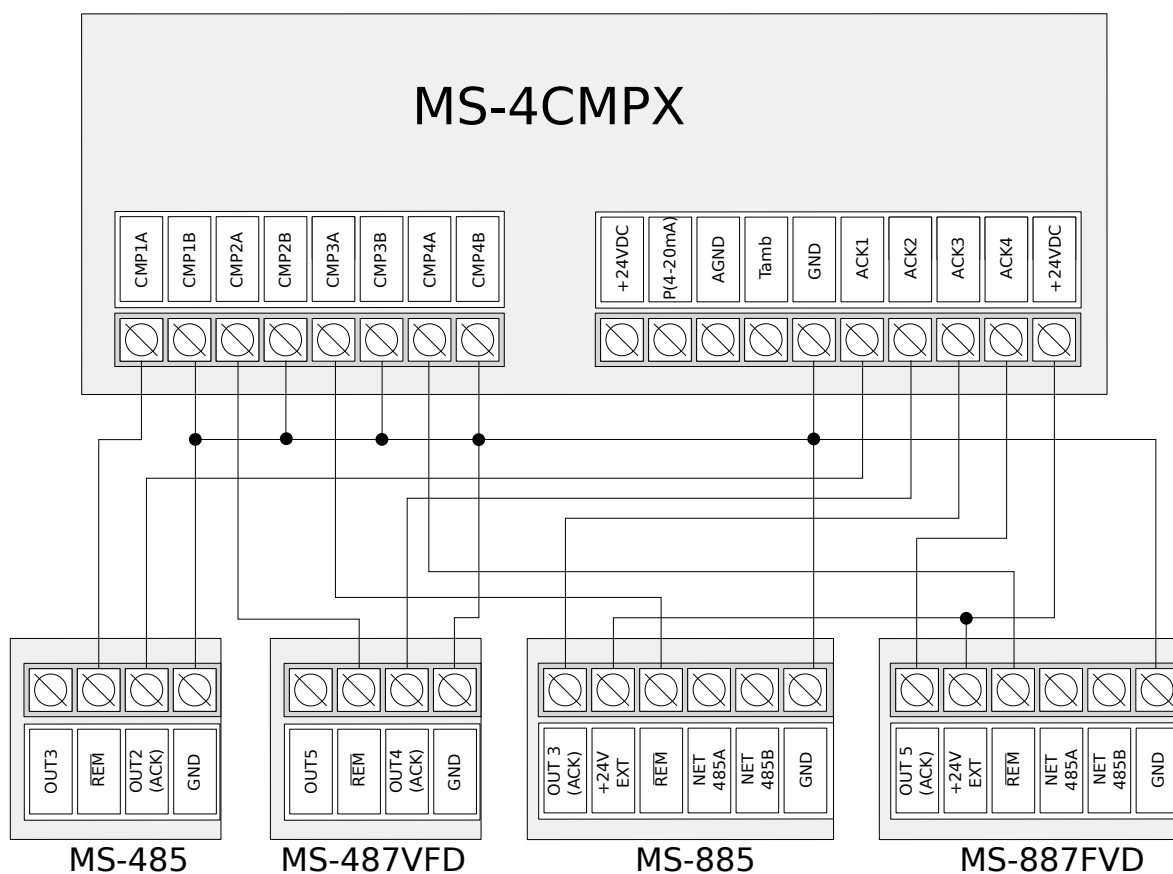 MS-4CMPX
CMP1A
CMP1B
CMP2A
CMP2B
CMP3A
CMP3B
CMP4A
CMP4B
+24VDC
P(4-20mA)
AGND
Tamb
GND
ACK1
ACK2
ACK3
ACK4
+24VDC
OUT3
REM
OUT2
(ACK)
GND
OUT5
REM
OUT4
(ACK)
GND
OUT 3
(ACK)
+24V
EXT
REM
NET
485A
NET
485B
GND
OUT 5
(ACK)
+24V
EXT
REM
NET
485A
NET
485B
GND
MS-485
MS-487VFD
MS-885
MS-887FVD